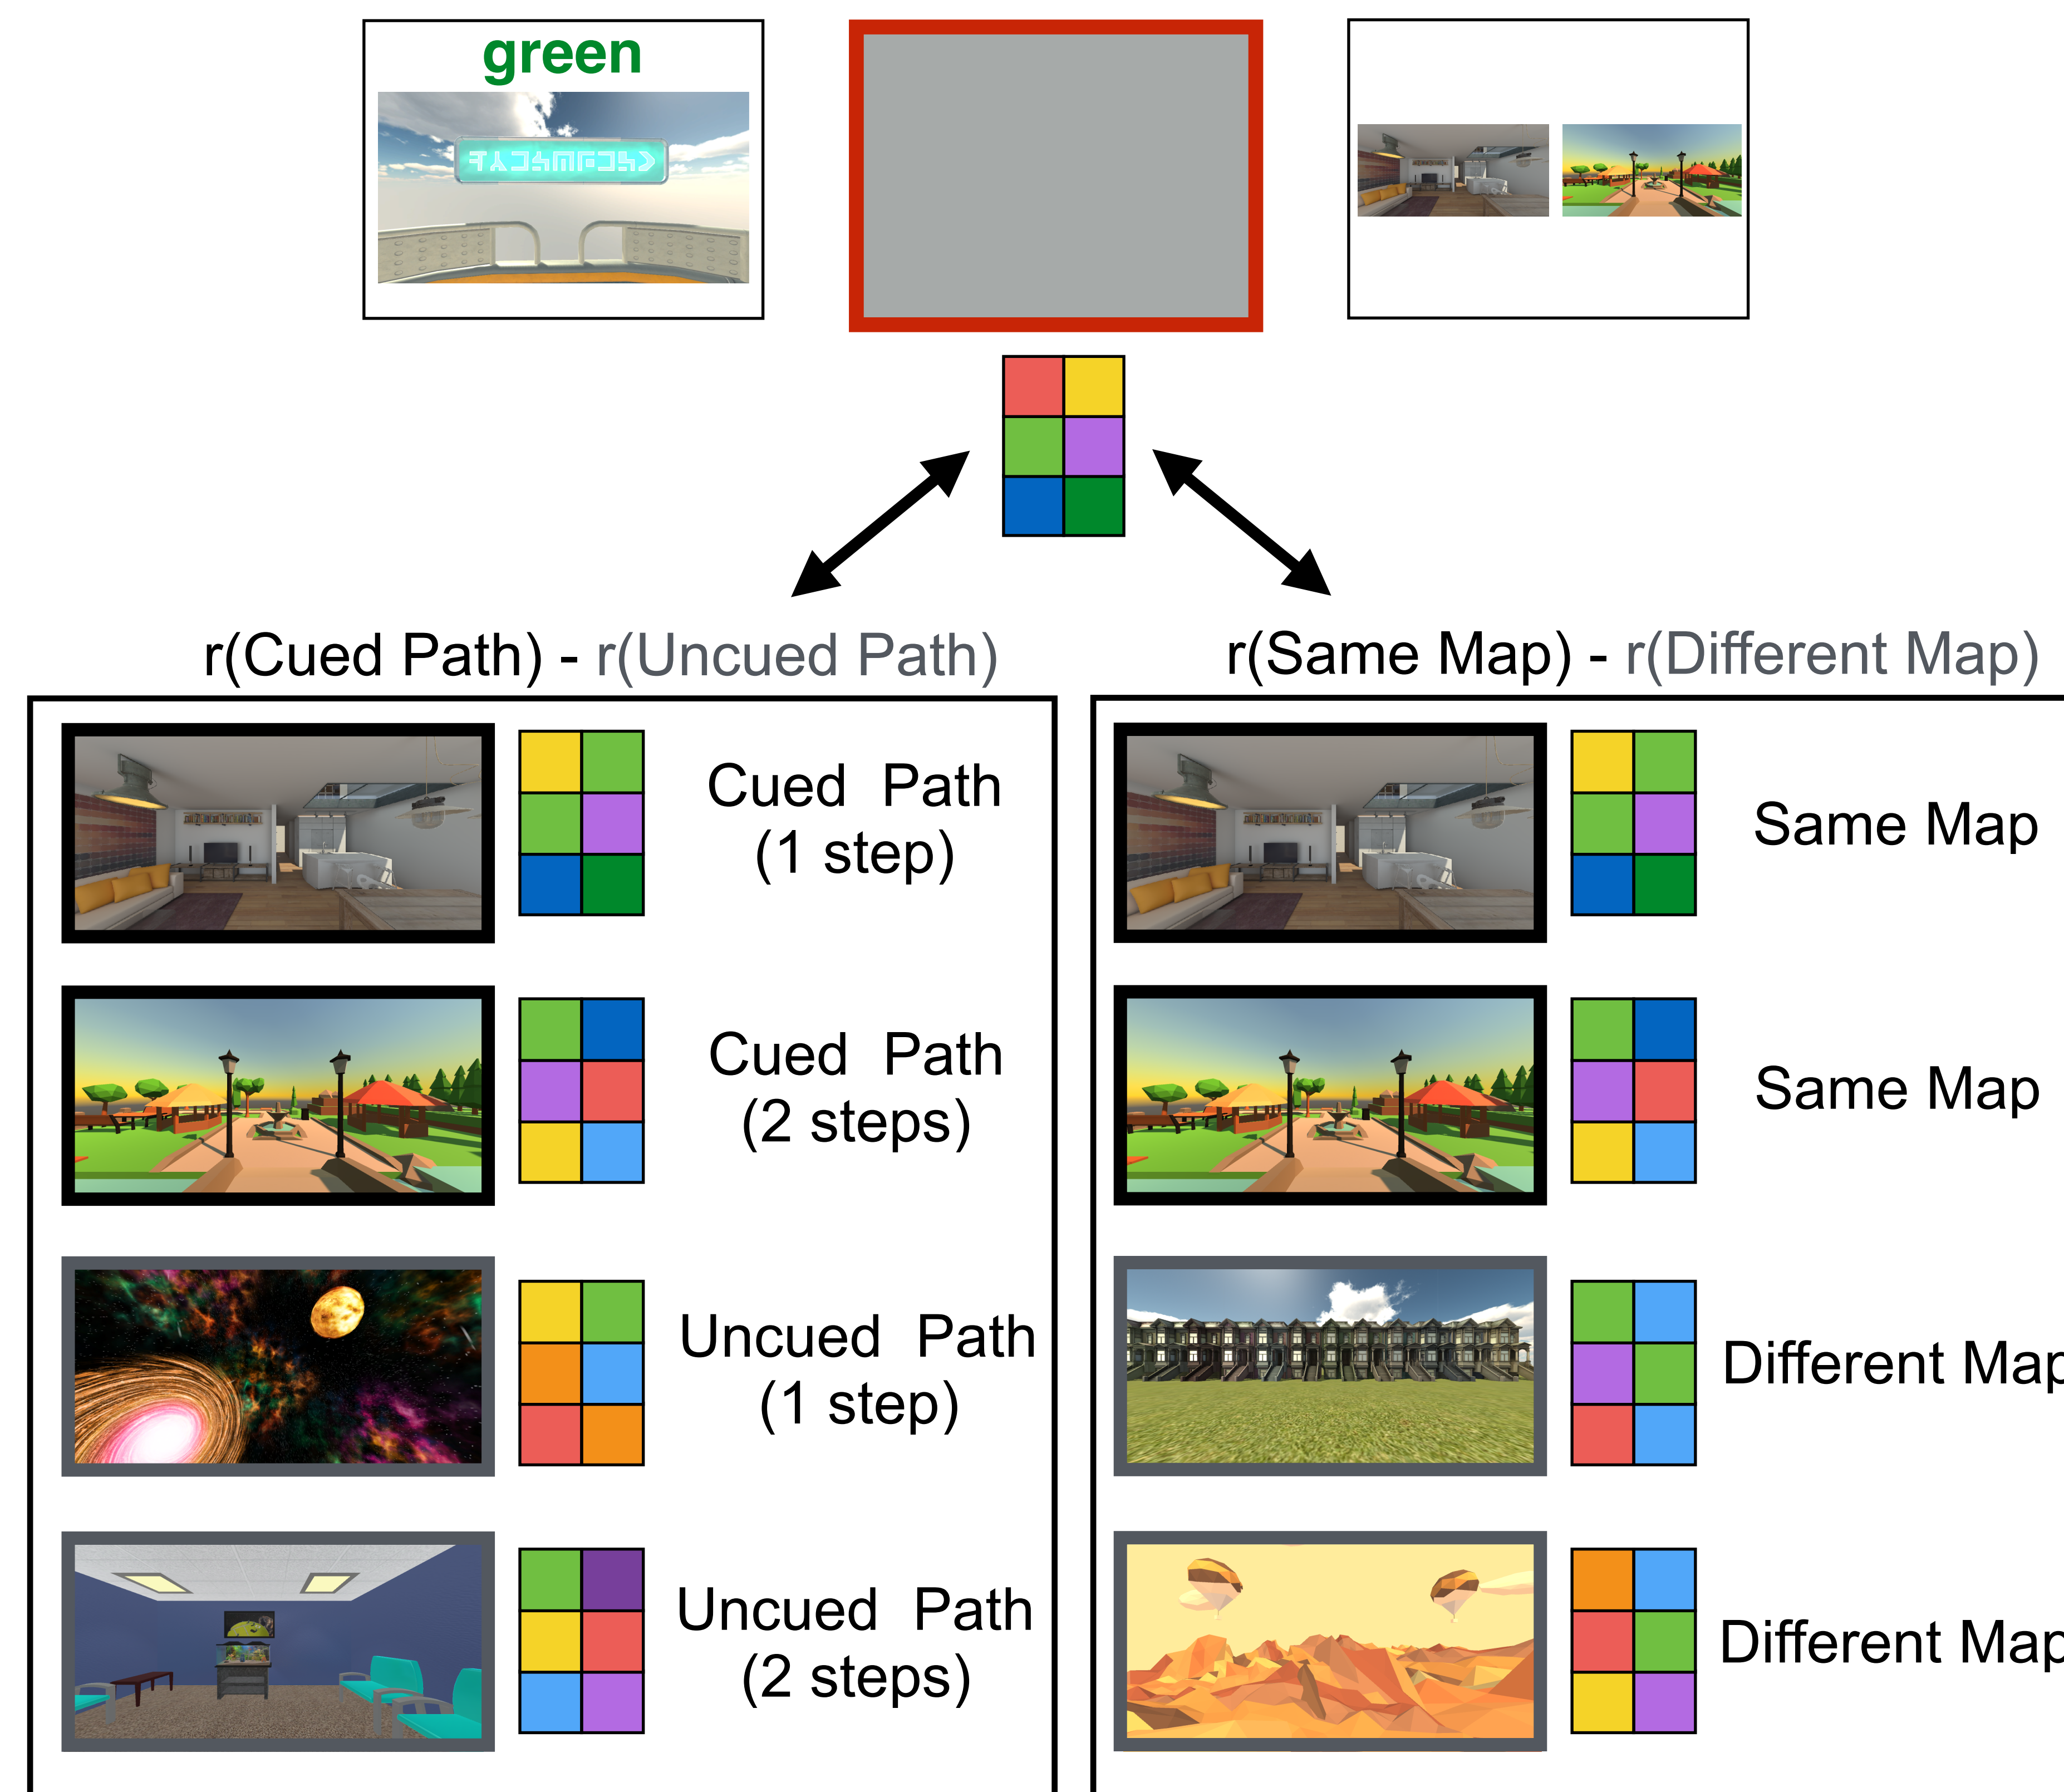 green
r(Cued Path) - r(Uncued Path)
Cued Path
(1 step)
Cued Path
(2 steps)
Uncued Path
(1 step)
Uncued Path
(2 steps)
r(Same Map) - r(Different Map)
Same Map
Same Map
Different Map
Different Map